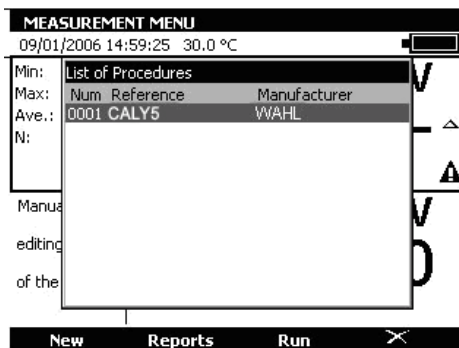 MEASUREMENT MENU
09/01/2006 14:59:25 30.0 °C
Min:
Max:
Ave.:
N:
List of Procedures
Num Reference Manufacturer
0001 CALY5 WAHL
V
Manua
editing
of the
V
0
New Reports Run